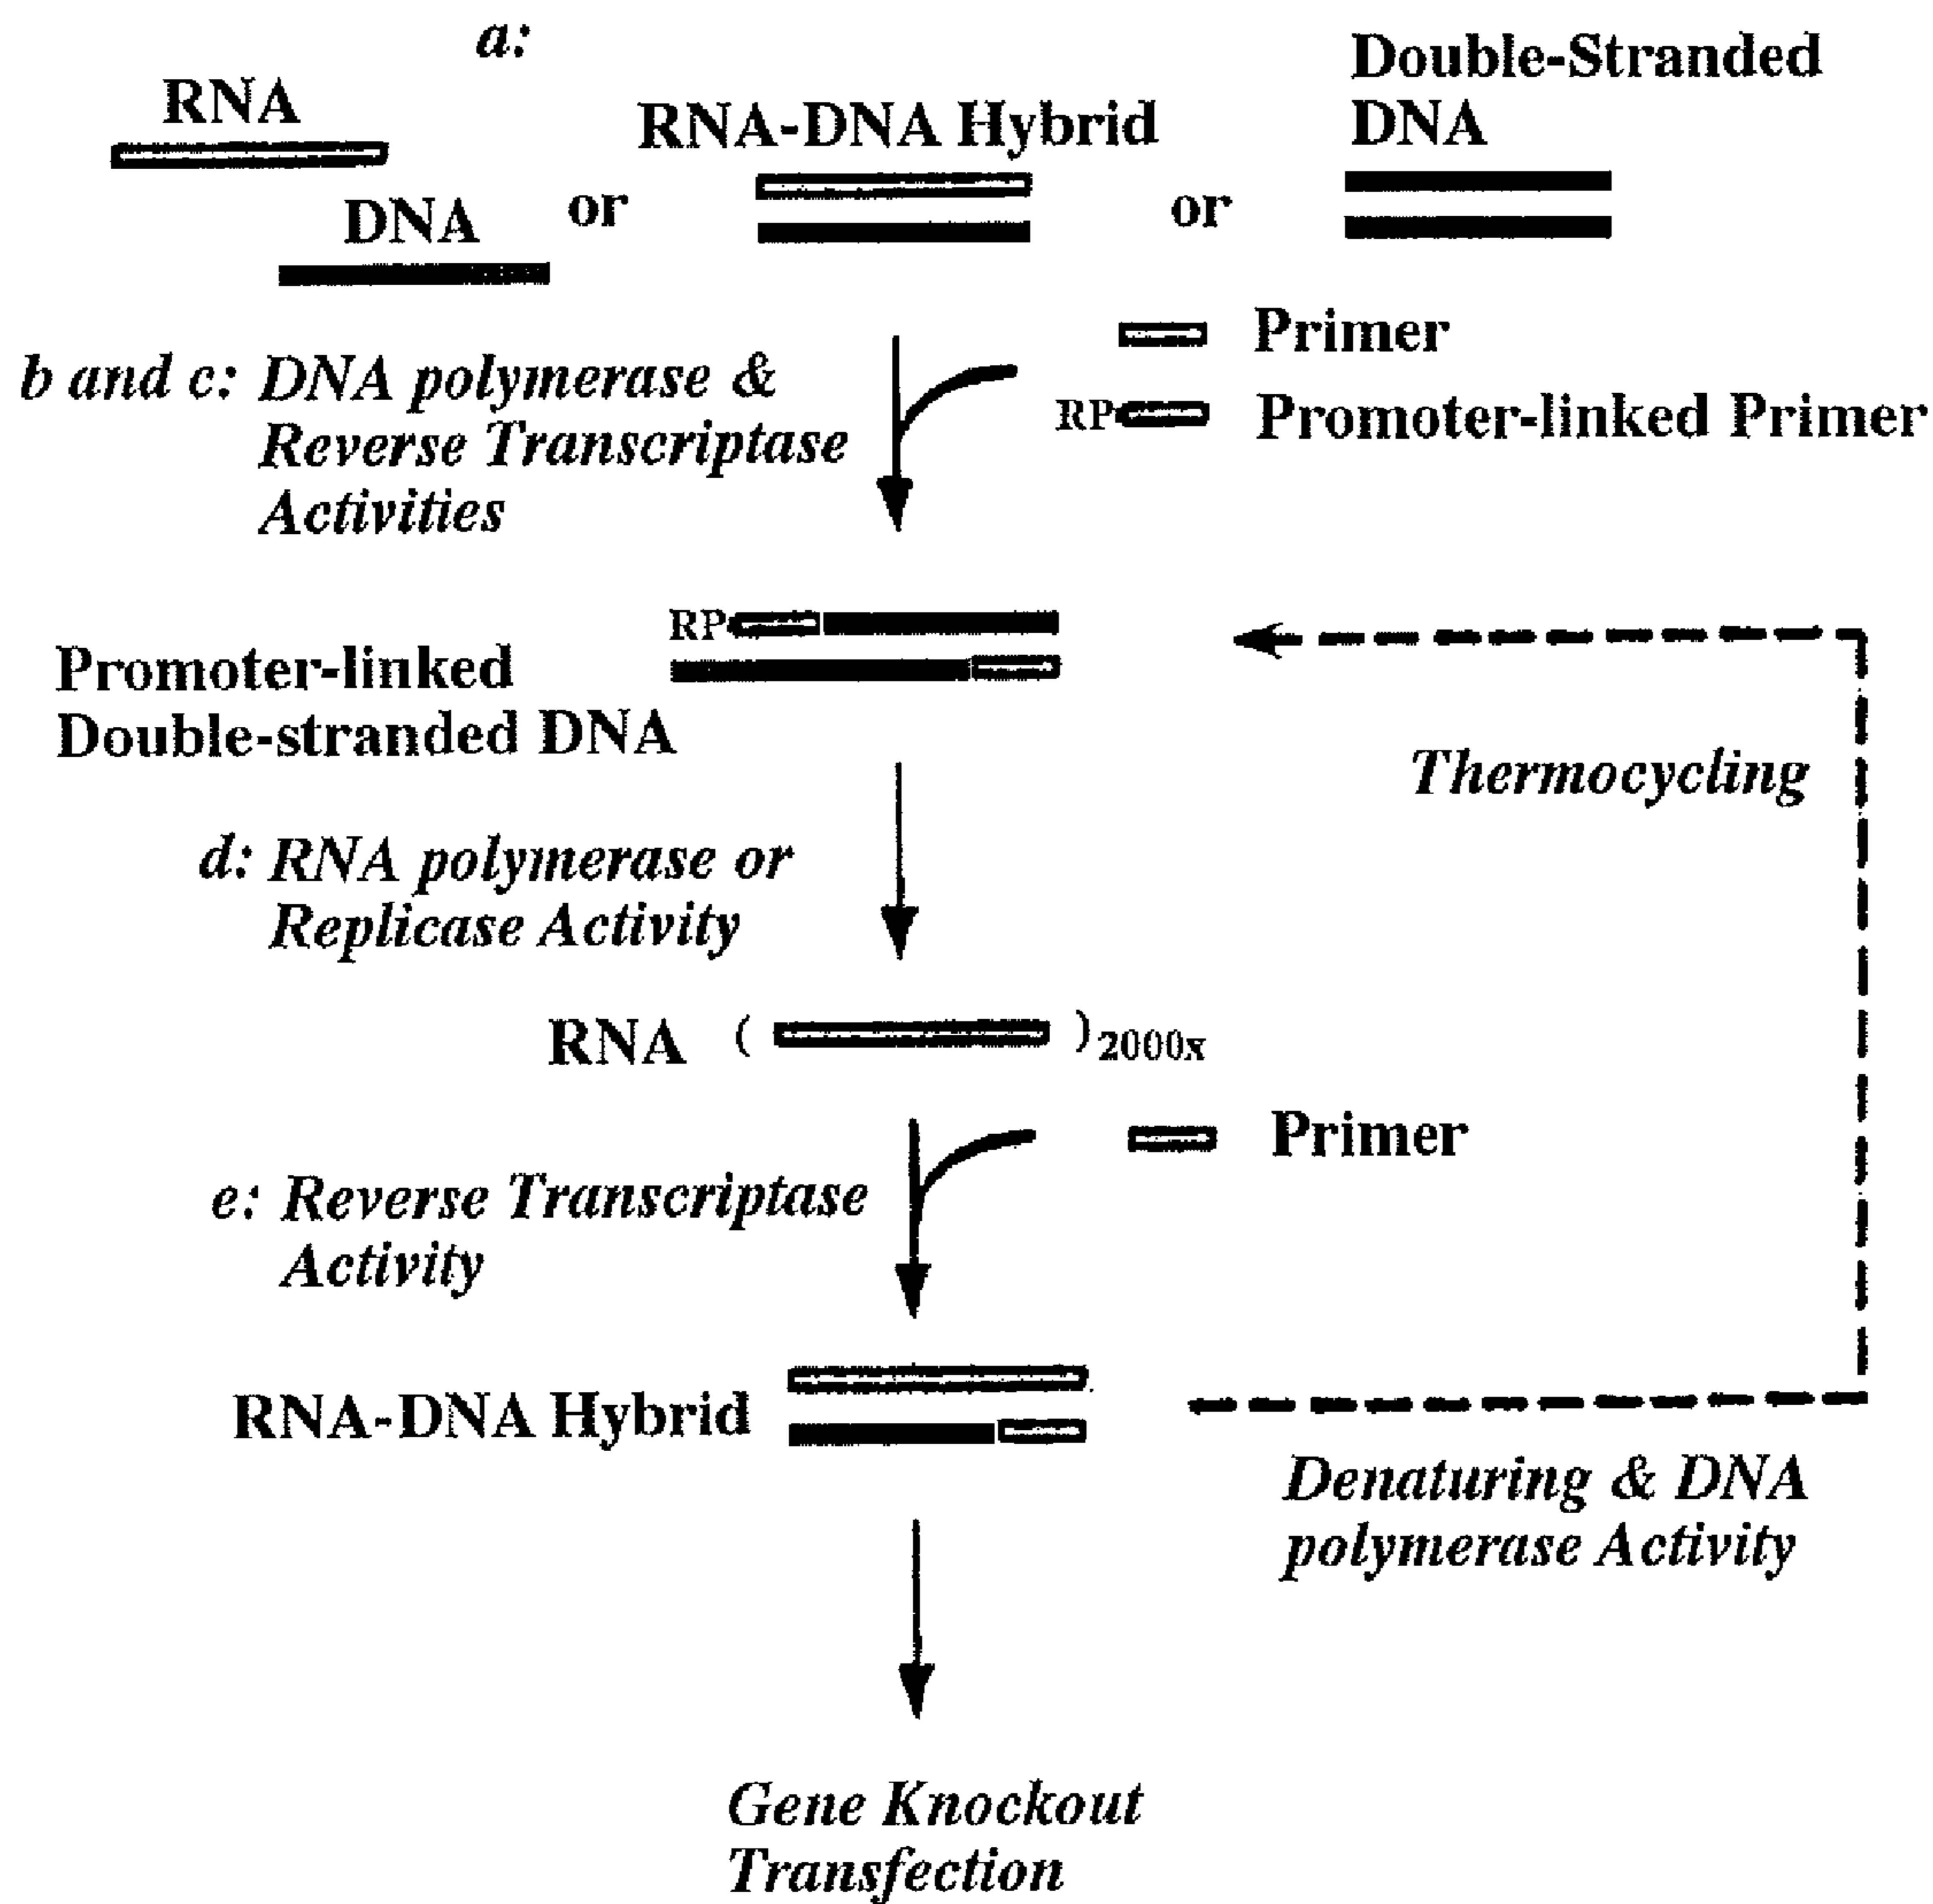 a:
RNA
DNA
or
RNA-DNA Hybrid
or
Double-Stranded
DNA
Primer
RP
Promoter-linked Primer
b and c: DNA polymerase &
Reverse Transcriptase
Activities
RP
Promoter-linked
Double-stranded DNA
Thermocycling
d: RNA polymerase or
Replicase Activity
RNA ( )2000x
Primer
e: Reverse Transcriptase
Activity
RNA-DNA Hybrid
Denaturing & DNA
polymerase Activity
Gene Knockout
Transfection